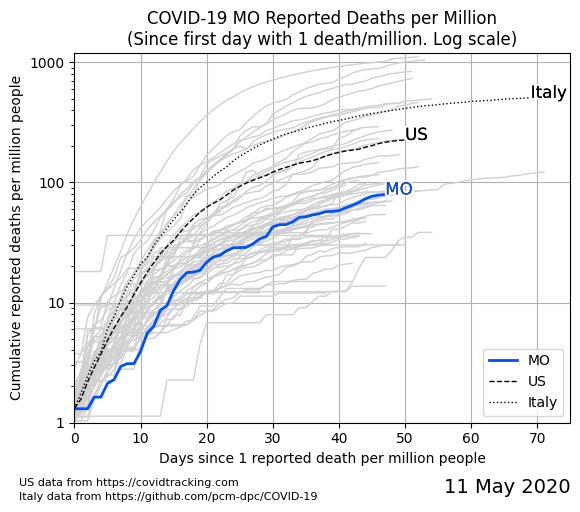 COVID-19 MO Reported Deaths per Million
(Since first day with 1 death/million. Log scale)
Cumulative reported deaths per million people
1000
100
10
1
Italy
US
MO
MO
US
Italy
0 10 20 30 40 50 60 70
Days since 1 reported death per million people
US data from https://covidtracking.com
Italy data from https://github.com/pcm-dpc/COVID-19
11 May 2020